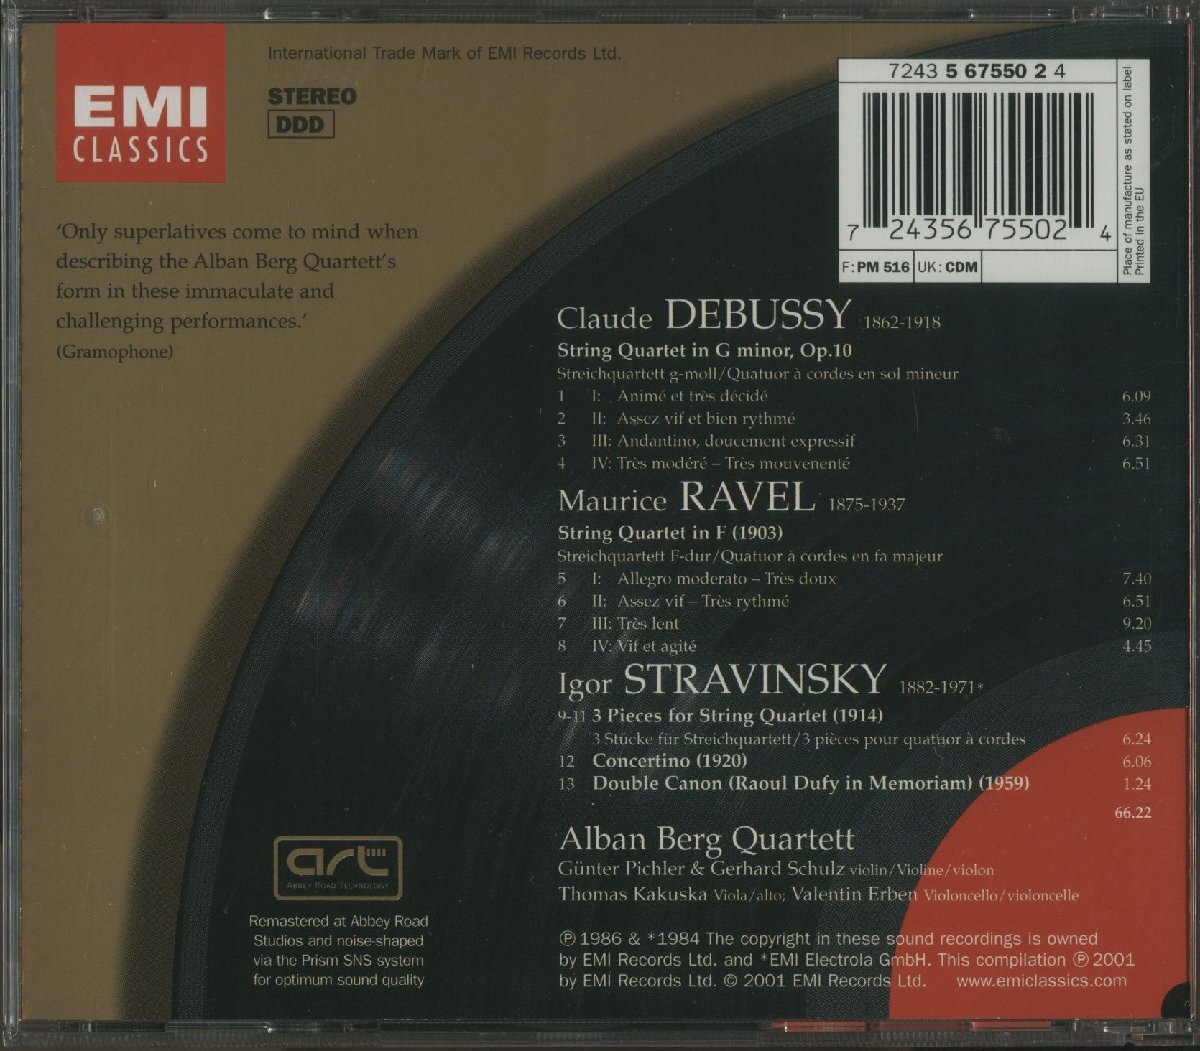 EMI
CLASSICS
International Trade Mark of EMI Records Ltd.
STEREO
DDD
'Only superlatives come to mind when
describing the Alban Berg Quartett's
form in these immaculate and
challenging performances.'
(Gramophone)
7243 5 67550 2 4
7 24356 75502 4
F: PM 516 UK: CDM
Place of manufacture as stated on label
Printed in the EU
Claude DEBUSSY 1862-1918
String Quartet in G minor, Op.10
Streichquartett g-moll/Quatuor à cordes en sol mineur
1 I: Animé et très décidé 6.09
2 II: Assez vif et bien rythmé 3.46
3 III: Andantino, doucement expressif 6.31
4 IV: Très modéré – Très mouvenenté 6.51
Maurice RAVEL 1875-1937
String Quartet in F (1903)
Streichquartett F-dur/Quatuor à cordes en fa majeur
5 I: Allegro moderato – Très doux 7.40
6 II: Assez vif – Très rythmé 6.51
7 III: Très lent 9.20
8 IV: Vif et agité 4.45
Igor STRAVINSKY 1882-1971*
9-11 3 Pieces for String Quartet (1914)
3 Stücke für Streichquartett/3 pièces pour quatuor à cordes 6.24
12 Concertino (1920) 6.06
13 Double Canon (Raoul Dufy in Memoriam) (1959) 1.24
66.22
Alban Berg Quartett
Günter Pichler & Gerhard Schulz violin/Violine/violon
Thomas Kakuska Viola/alto; Valentin Erben Violoncello/violoncelle
art
ABBEY ROAD TECHNOLOGY
Remastered at Abbey Road
Studios and noise-shaped
via the Prism SNS system
for optimum sound quality
℗ 1986 & *1984 The copyright in these sound recordings is owned
by EMI Records Ltd. and *EMI Electrola GmbH. This compilation ℗ 2001
by EMI Records Ltd. © 2001 EMI Records Ltd. www.emiclassics.com